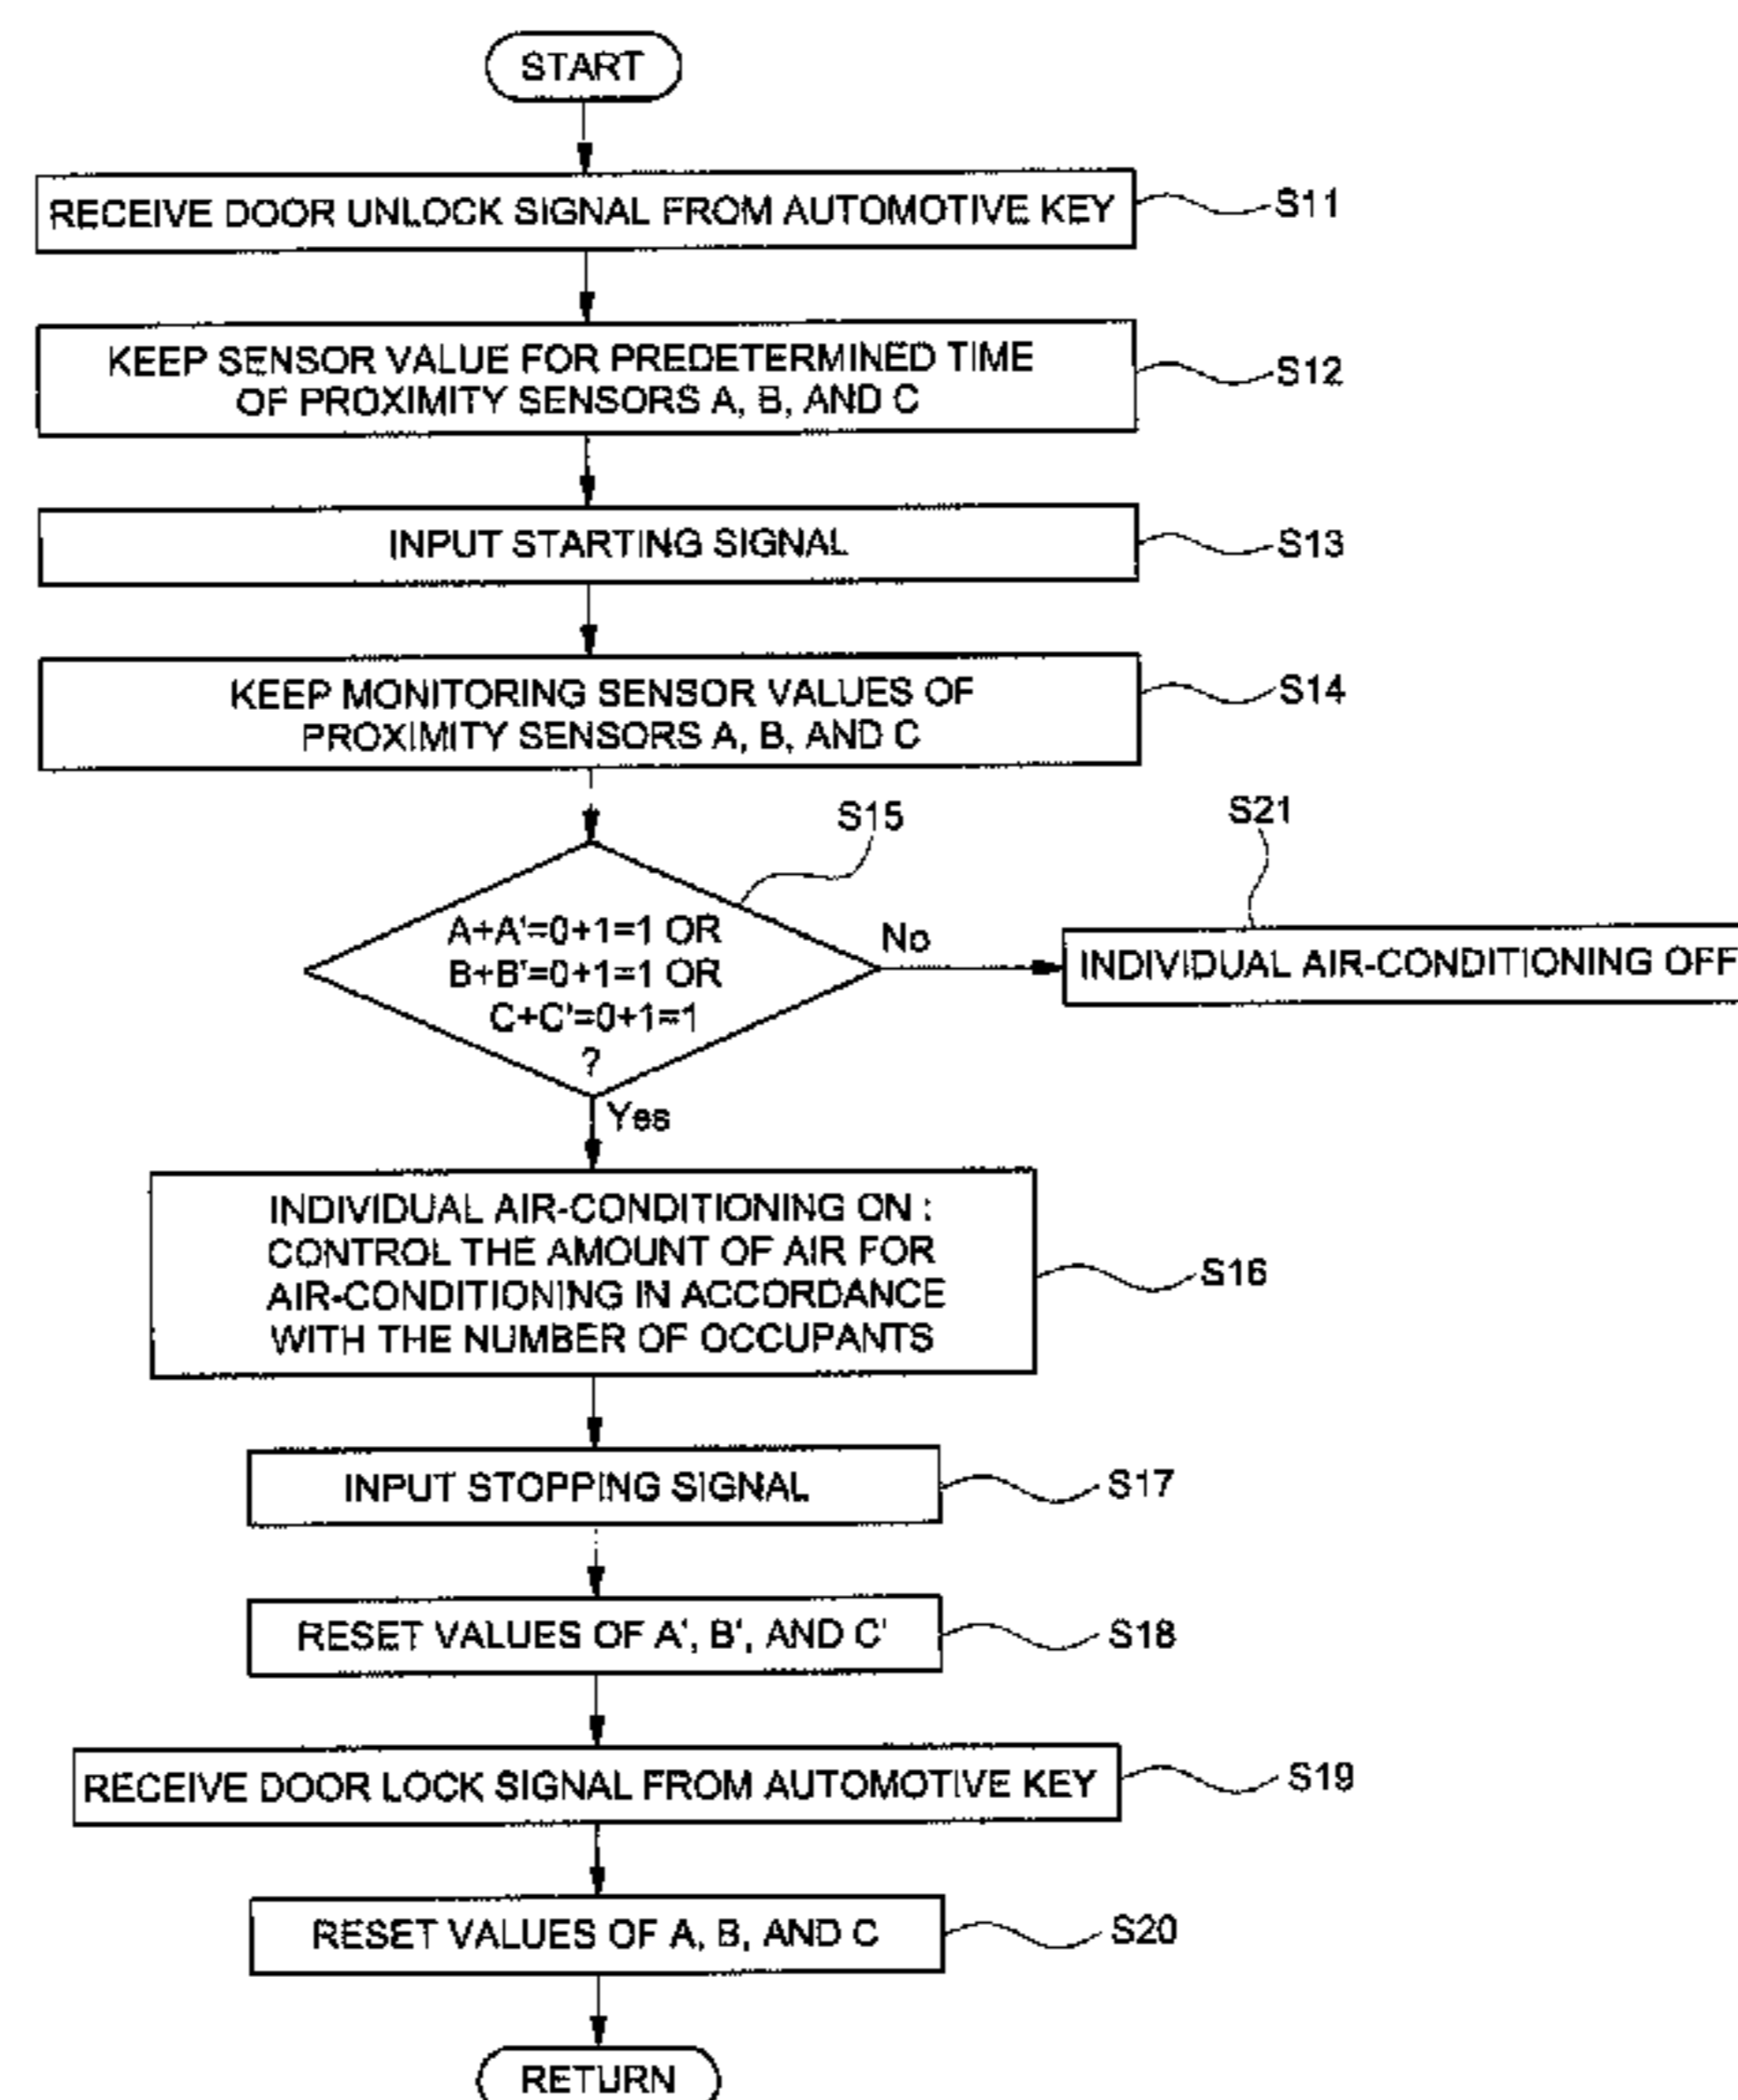 START
RECEIVE DOOR UNLOCK SIGNAL FROM AUTOMOTIVE KEY
S11
KEEP SENSOR VALUE FOR PREDETERMINED TIME
OF PROXIMITY SENSORS A, B, AND C
S12
INPUT STARTING SIGNAL
S13
KEEP MONITORING SENSOR VALUES OF
PROXIMITY SENSORS A, B, AND C
S14
S15
A+A'=0+1=1 OR
B+B'=0+1=1 OR
C+C'=0+1=1
?
No
S21
INDIVIDUAL AIR-CONDITIONING OFF
Yes
INDIVIDUAL AIR-CONDITIONING ON :
CONTROL THE AMOUNT OF AIR FOR
AIR-CONDITIONING IN ACCORDANCE
WITH THE NUMBER OF OCCUPANTS
S16
INPUT STOPPING SIGNAL
S17
RESET VALUES OF A', B', AND C'
S18
RECEIVE DOOR LOCK SIGNAL FROM AUTOMOTIVE KEY
S19
RESET VALUES OF A, B, AND C
S20
RETURN